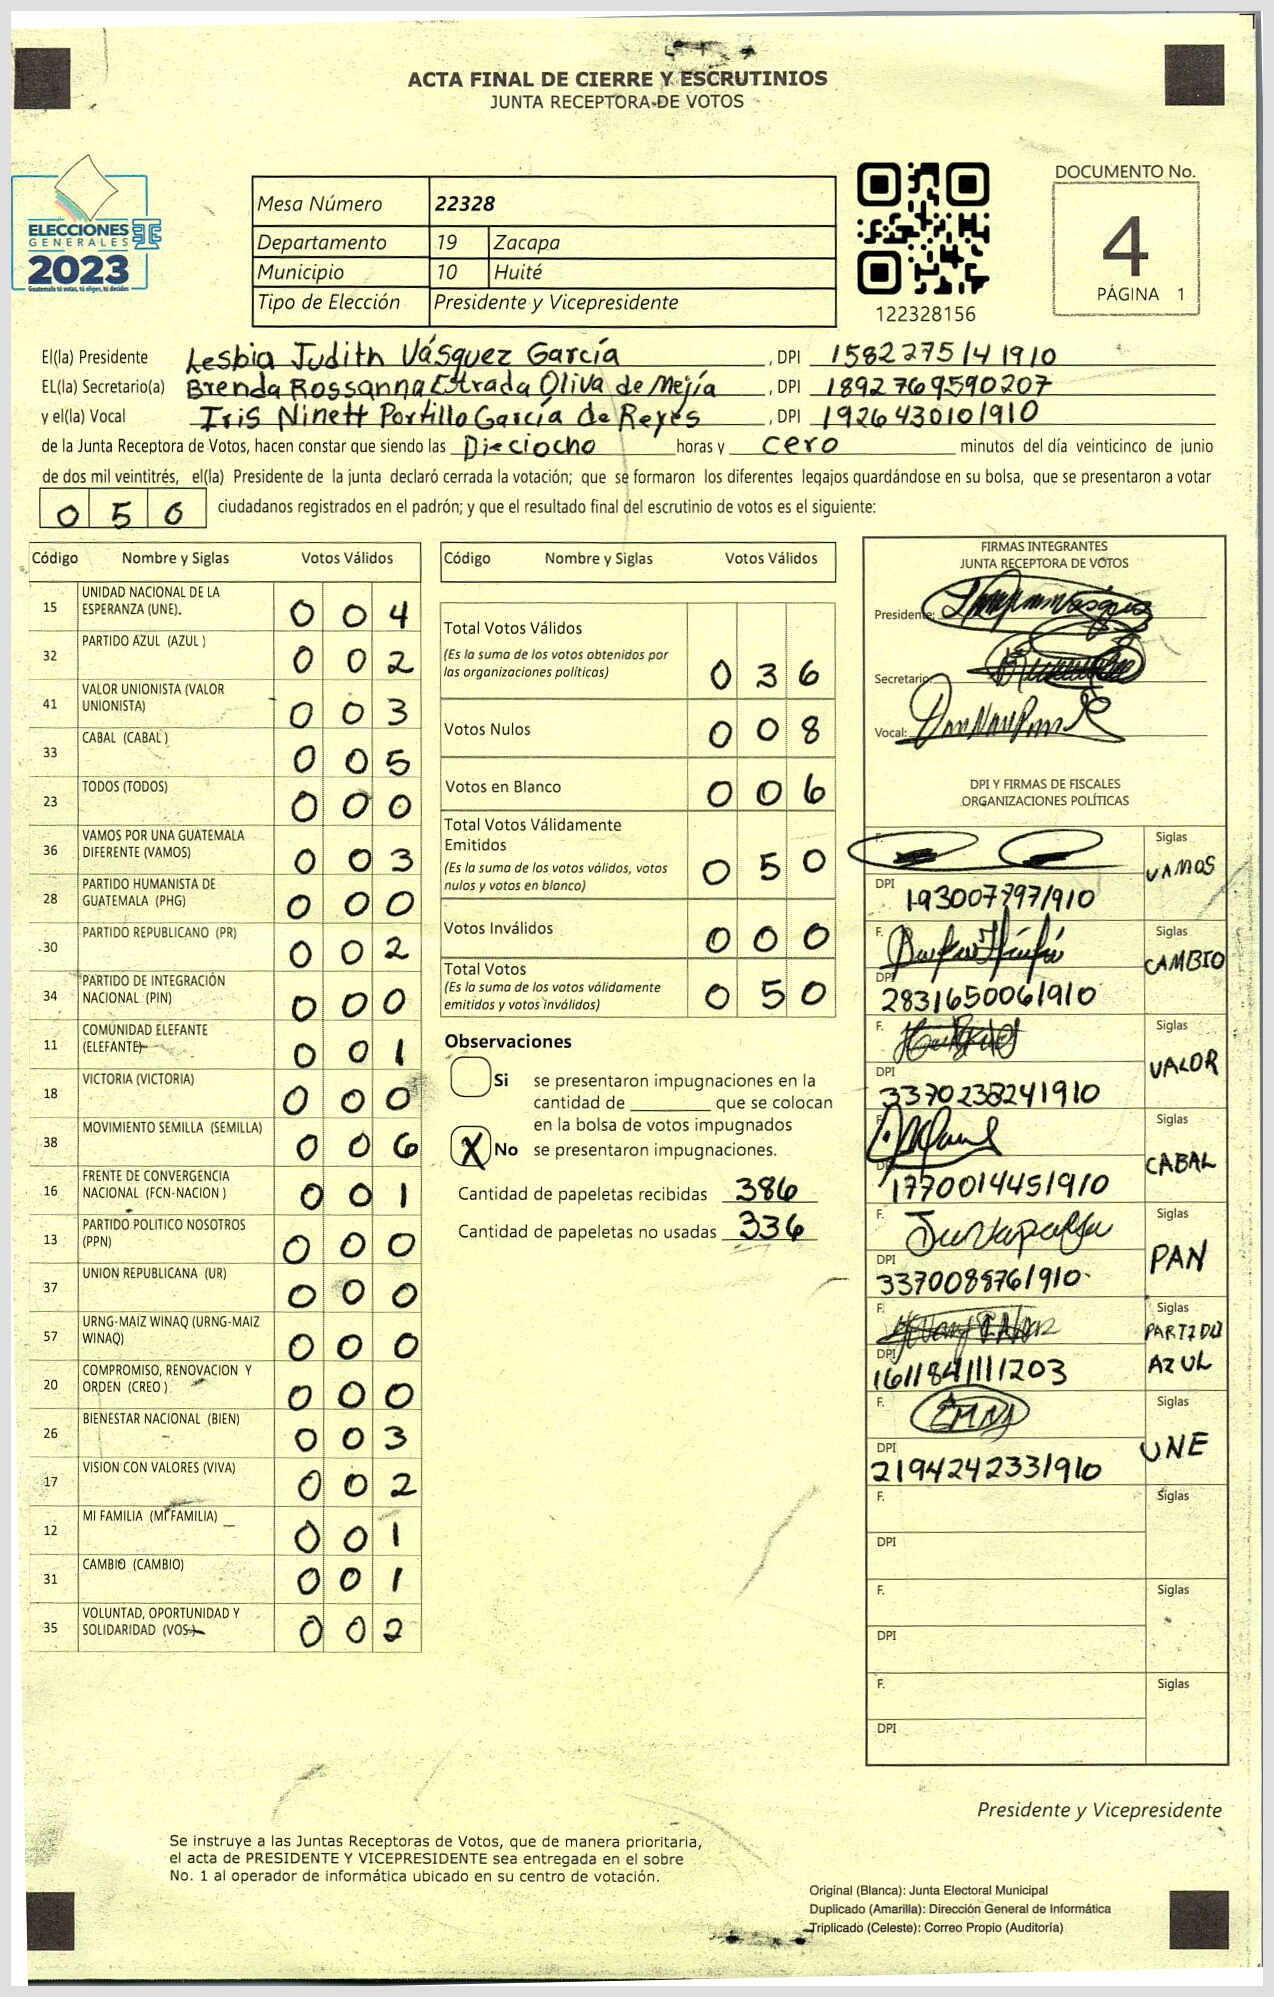 ACTA FINAL DE CIERRE Y ESCRUTINIOS
JUNTA RECEPTORA DE VOTOS
ELECCIONES
GENERALES
2023
Guatemala tú votas, tú eliges, tú decides
Mesa Número 22328
Departamento 19 Zacapa
Municipio 10 Huité
Tipo de Elección Presidente y Vicepresidente
122328156
DOCUMENTO No.
4
PÁGINA 1
El(la) Presidente Lesbia Judith Vásquez García , DPI 1582275141910
EL(la) Secretario(a) Brenda Rossanna Estrada Oliva de Mejía , DPI 1892769590207
y el(la) Vocal Iris Ninett Portillo García de Reyes , DPI 1926430101910
de la Junta Receptora de Votos, hacen constar que siendo las Dieciocho horas y cero minutos del día veinticinco de junio
de dos mil veintitrés, el(la) Presidente de la junta declaró cerrada la votación; que se formaron los diferentes legajos guardándose en su bolsa, que se presentaron a votar
050 ciudadanos registrados en el padrón; y que el resultado final del escrutinio de votos es el siguiente:
Código Nombre y Siglas Votos Válidos
15 UNIDAD NACIONAL DE LA
ESPERANZA (UNE). 0 0 4
32 PARTIDO AZUL (AZUL ) 0 0 2
41 VALOR UNIONISTA (VALOR
UNIONISTA) 0 0 3
33 CABAL (CABAL ) 0 0 5
23 TODOS (TODOS) 0 0 0
36 VAMOS POR UNA GUATEMALA
DIFERENTE (VAMOS) 0 0 3
28 PARTIDO HUMANISTA DE
GUATEMALA (PHG) 0 0 0
30 PARTIDO REPUBLICANO (PR) 0 0 2
34 PARTIDO DE INTEGRACIÓN
NACIONAL (PIN) 0 0 0
11 COMUNIDAD ELEFANTE
(ELEFANTE) 0 0 1
18 VICTORIA (VICTORIA) 0 0 0
38 MOVIMIENTO SEMILLA (SEMILLA) 0 0 6
16 FRENTE DE CONVERGENCIA
NACIONAL (FCN-NACION ) 0 0 1
13 PARTIDO POLITICO NOSOTROS
(PPN) 0 0 0
37 UNION REPUBLICANA (UR) 0 0 0
57 URNG-MAIZ WINAQ (URNG-MAIZ
WINAQ) 0 0 0
20 COMPROMISO, RENOVACION Y
ORDEN (CREO ) 0 0 0
26 BIENESTAR NACIONAL (BIEN) 0 0 3
17 VISION CON VALORES (VIVA) 0 0 2
12 MI FAMILIA (MI FAMILIA) 0 0 1
31 CAMBIO (CAMBIO) 0 0 1
35 VOLUNTAD, OPORTUNIDAD Y
SOLIDARIDAD (VOS) 0 0 2
Código Nombre y Siglas Votos Válidos
Total Votos Válidos
(Es la suma de los votos obtenidos por
las organizaciones políticas) 0 3 6
Votos Nulos 0 0 8
Votos en Blanco 0 0 6
Total Votos Válidamente
Emitidos
(Es la suma de los votos válidos, votos
nulos y votos en blanco) 0 5 0
Votos Inválidos 0 0 0
Total Votos
(Es la suma de los votos válidamente
emitidos y votos inválidos) 0 5 0
Observaciones
Si se presentaron impugnaciones en la
cantidad de ________ que se colocan
en la bolsa de votos impugnados
X No se presentaron impugnaciones.
Cantidad de papeletas recibidas 386
Cantidad de papeletas no usadas 336
FIRMAS INTEGRANTES
JUNTA RECEPTORA DE VOTOS
Presidente:
Secretario:
Vocal:
DPI Y FIRMAS DE FISCALES
ORGANIZACIONES POLÍTICAS
F. Siglas
VAMOS
DPI 1930077971910
F. Siglas
CAMBIO
DPI 2831650061910
F. Siglas
VALOR
DPI 3370238241910
F. Siglas
CABAL
DPI 1770014451910
F. Siglas
PAN
DPI 3370088761910
F. Siglas
PARTIDO
AZUL
DPI 1611841111203
F. Siglas
UNE
DPI 2194242331910
F. Siglas
DPI
F. Siglas
DPI
F. Siglas
DPI
Presidente y Vicepresidente
Se instruye a las Juntas Receptoras de Votos, que de manera prioritaria,
el acta de PRESIDENTE Y VICEPRESIDENTE sea entregada en el sobre
No. 1 al operador de informática ubicado en su centro de votación.
Original (Blanca): Junta Electoral Municipal
Duplicado (Amarilla): Dirección General de Informática
Triplicado (Celeste): Correo Propio (Auditoría)